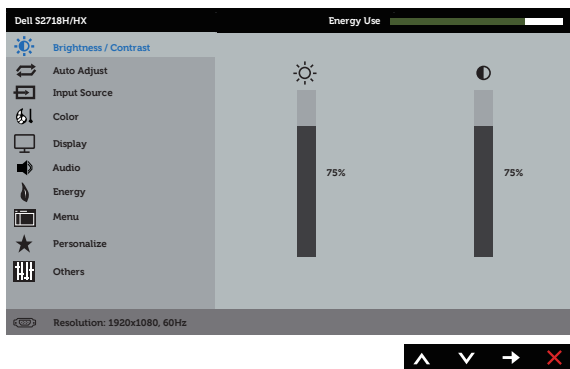 Dell S2718H/HX Energy Use
Brightness / Contrast
Auto Adjust
Input Source
Color
Display
Audio
Energy
Menu
Personalize
Others
75% 75%
Resolution: 1920x1080, 60Hz